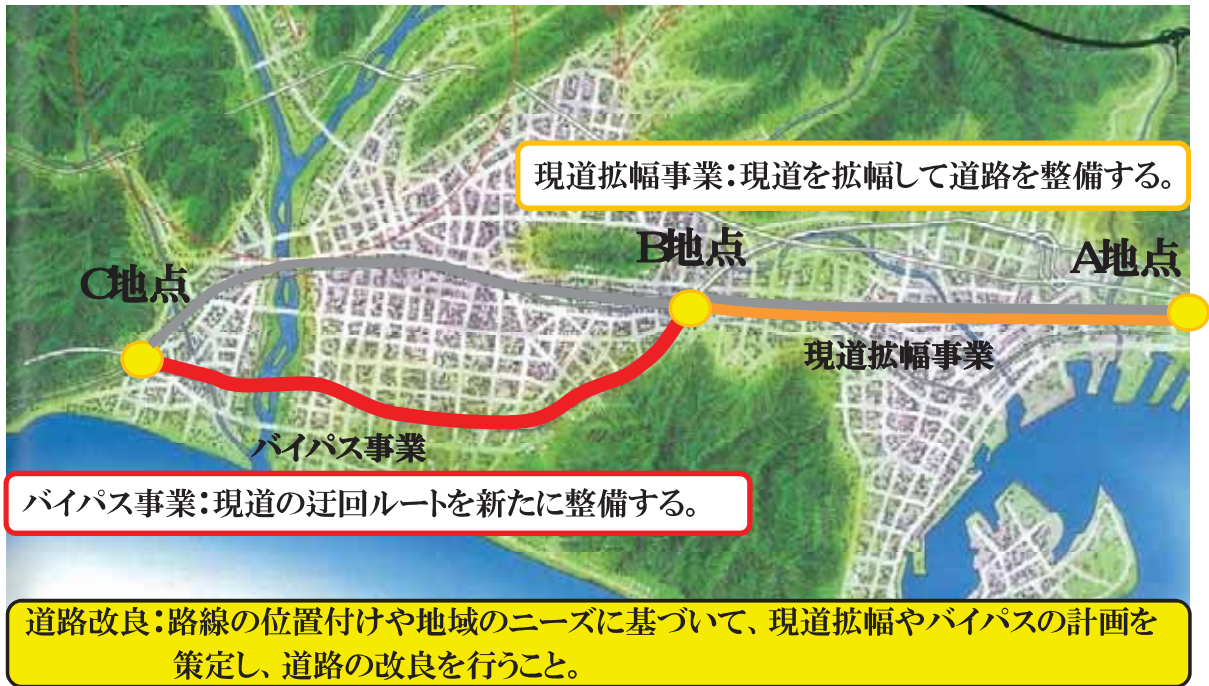 現道拡幅事業：現道を拡幅して道路を整備する。
B地点
A地点
C地点
現道拡幅事業
バイパス事業
バイパス事業：現道の迂回ルートを新たに整備する。
道路改良：路線の位置付けや地域のニーズに基づいて、現道拡幅やバイパスの計画を
策定し、道路の改良を行うこと。